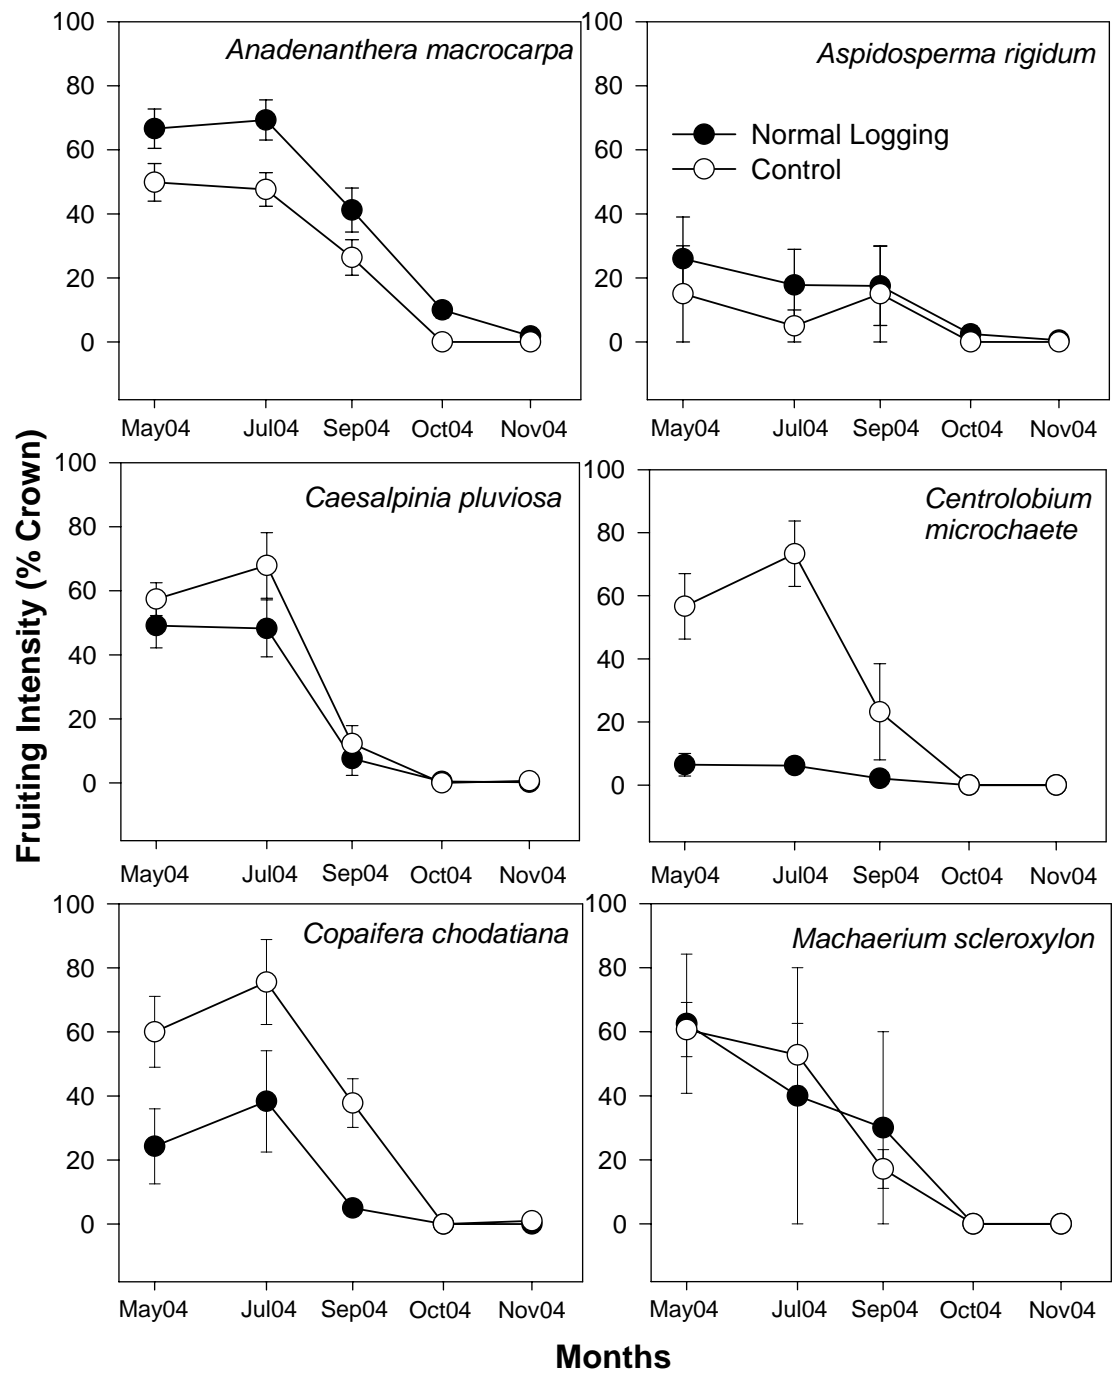 Fruiting Intensity (% Crown)
Anadenanthera macrocarpa
100
80
60
40
20
0
May04 Jul04 Sep04 Oct04 Nov04
Aspidosperma rigidum
Normal Logging
Control
100
80
60
40
20
0
May04 Jul04 Sep04 Oct04 Nov04
Caesalpinia pluviosa
100
80
60
40
20
0
May04 Jul04 Sep04 Oct04 Nov04
Centrolobium
microchaete
100
80
60
40
20
0
May04 Jul04 Sep04 Oct04 Nov04
Copaifera chodatiana
100
80
60
40
20
0
May04 Jul04 Sep04 Oct04 Nov04
Machaerium scleroxylon
100
80
60
40
20
0
May04 Jul04 Sep04 Oct04 Nov04
Months